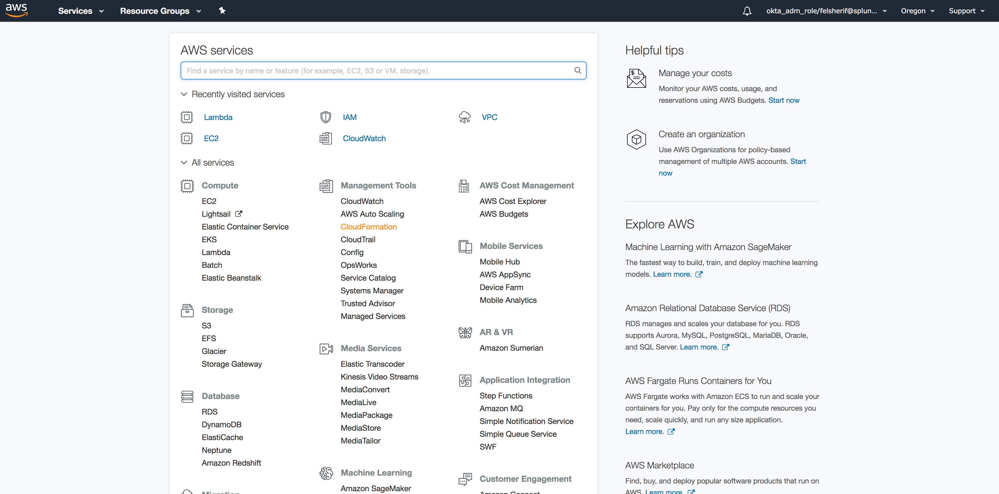 aws
Services
Resource Groups
okta_adm_role/felsherif@splun...
Oregon
Support
AWS services
Find a service by name or feature (for example, EC2, S3 or VM, storage).
Recently visited services
Lambda
IAM
VPC
EC2
CloudWatch
All services
Compute
EC2
Lightsail
Elastic Container Service
EKS
Lambda
Batch
Elastic Beanstalk
Storage
S3
EFS
Glacier
Storage Gateway
Database
RDS
DynamoDB
ElastiCache
Neptune
Amazon Redshift
Migration
Management Tools
CloudWatch
AWS Auto Scaling
CloudFormation
CloudTrail
Config
OpsWorks
Service Catalog
Systems Manager
Trusted Advisor
Managed Services
Media Services
Elastic Transcoder
Kinesis Video Streams
MediaConvert
MediaLive
MediaPackage
MediaStore
MediaTailor
Machine Learning
Amazon SageMaker
AWS Cost Management
AWS Cost Explorer
AWS Budgets
Mobile Services
Mobile Hub
AWS AppSync
Device Farm
Mobile Analytics
AR & VR
Amazon Sumerian
Application Integration
Step Functions
Amazon MQ
Simple Notification Service
Simple Queue Service
SWF
Customer Engagement
Amazon Connect
Helpful tips
Manage your costs
Monitor your AWS costs, usage, and
reservations using AWS Budgets. Start now
Create an organization
Use AWS Organizations for policy-based
management of multiple AWS accounts. Start
now
Explore AWS
Machine Learning with Amazon SageMaker
The fastest way to build, train, and deploy machine learning
models. Learn more.
Amazon Relational Database Service (RDS)
RDS manages and scales your database for you. RDS
supports Aurora, MySQL, PostgreSQL, MariaDB, Oracle,
and SQL Server. Learn more.
AWS Fargate Runs Containers for You
AWS Fargate works with Amazon ECS to run and scale your
containers for you. Pay only for the compute resources you
need, scale quickly, and run any size application.
Learn more.
AWS Marketplace
Find, buy, and deploy popular software products that run on
AWS. Learn more.